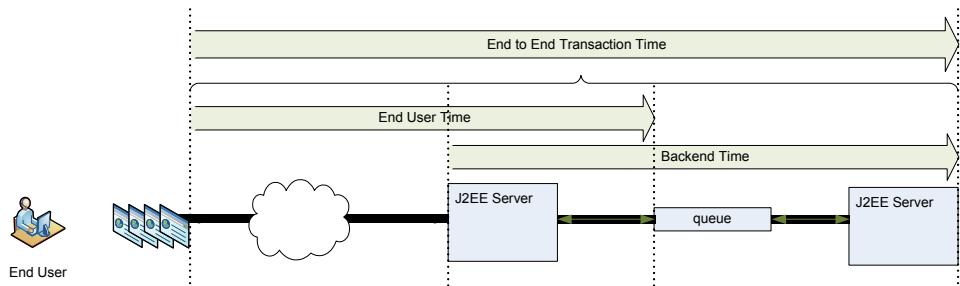 End to End Transaction Time
End User Time
Backend Time
J2EE Server
J2EE Server
queue
End User